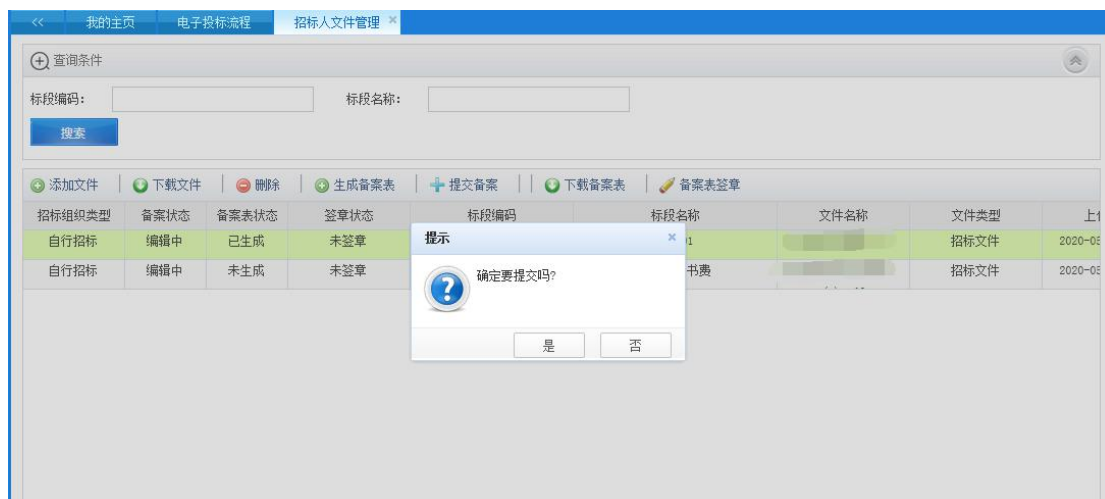 << 我的主页 电子投标流程 招标人文件管理 ×
查询条件
标段编码： 标段名称：
搜索
添加文件 下载文件 删除 生成备案表 提交备案 下载备案表 备案表签章
招标组织类型 备案状态 备案表状态 签章状态 标段编码 标段名称 文件名称 文件类型 上
自行招标 编辑中 已生成 未签章 招标文件
自行招标 编辑中 未生成 未签章 书费 招标文件
提示 ×
确定要提交吗？
是 否